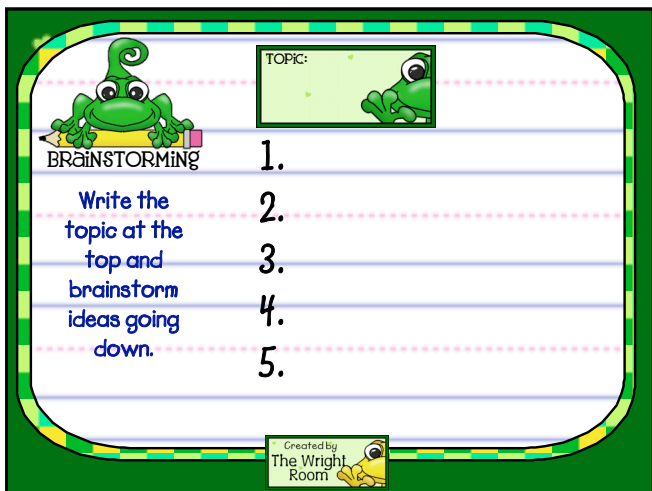 TOPIC:
BRAINSTORMING
Write the
topic at the
top and
brainstorm
ideas going
down.
1.
2.
3.
4.
5.
Created by
The Wright
Room